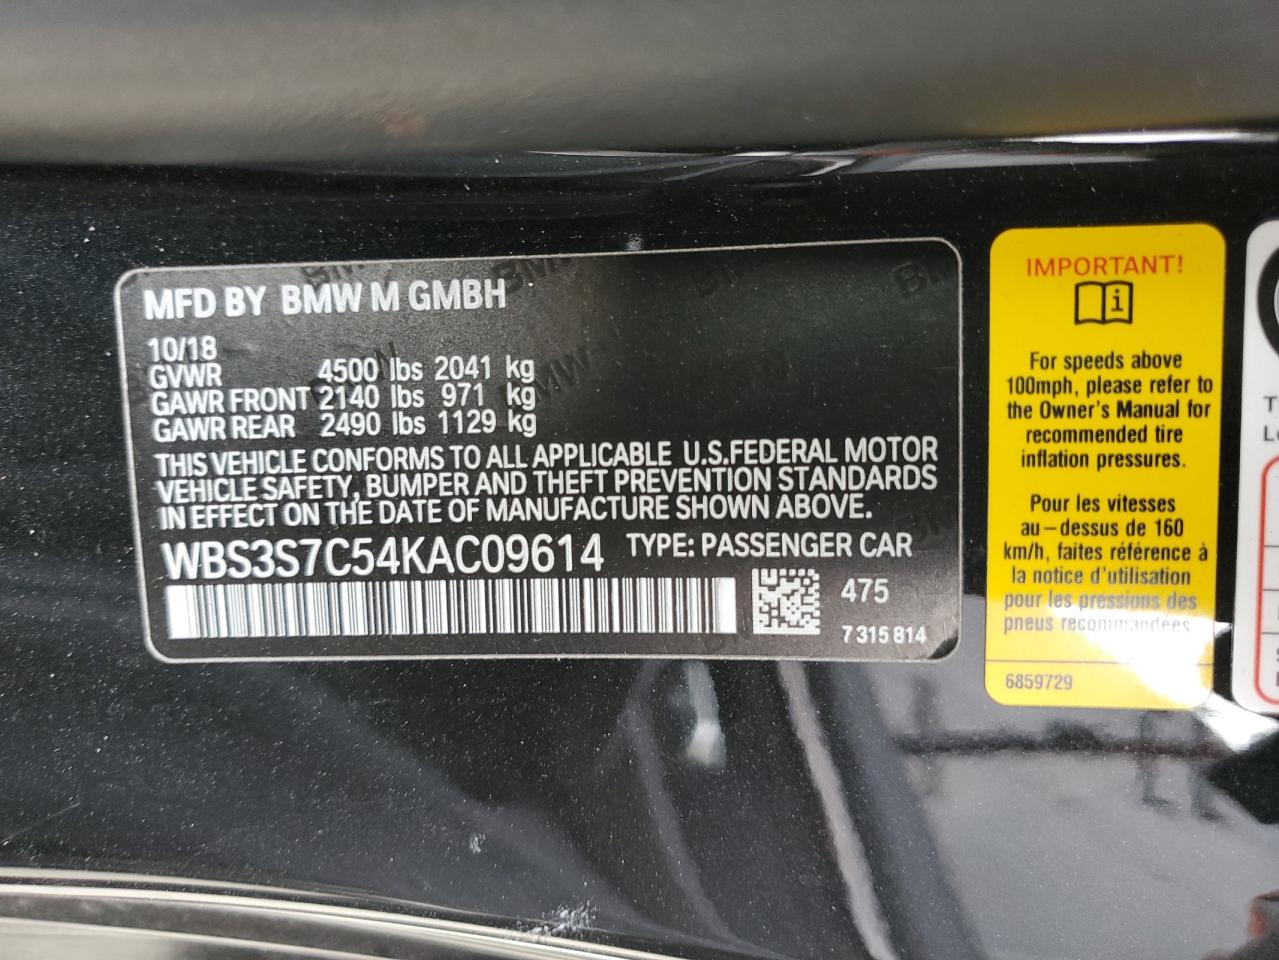 MFD BY BMW M GMBH
10/18
GVWR 4500 lbs 2041 kg
GAWR FRONT 2140 lbs 971 kg
GAWR REAR 2490 lbs 1129 kg
THIS VEHICLE CONFORMS TO ALL APPLICABLE U.S.FEDERAL MOTOR
VEHICLE SAFETY, BUMPER AND THEFT PREVENTION STANDARDS
IN EFFECT ON THE DATE OF MANUFACTURE SHOWN ABOVE.
WBS3S7C54KAC09614 TYPE: PASSENGER CAR
475
7 315 814
IMPORTANT!
i
For speeds above
100mph, please refer to
the Owner's Manual for
recommended tire
inflation pressures.
Pour les vitesses
au-dessus de 160
km/h, faites référence à
la notice d'utilisation
pour les pressions des
pneus recommandées
6859729